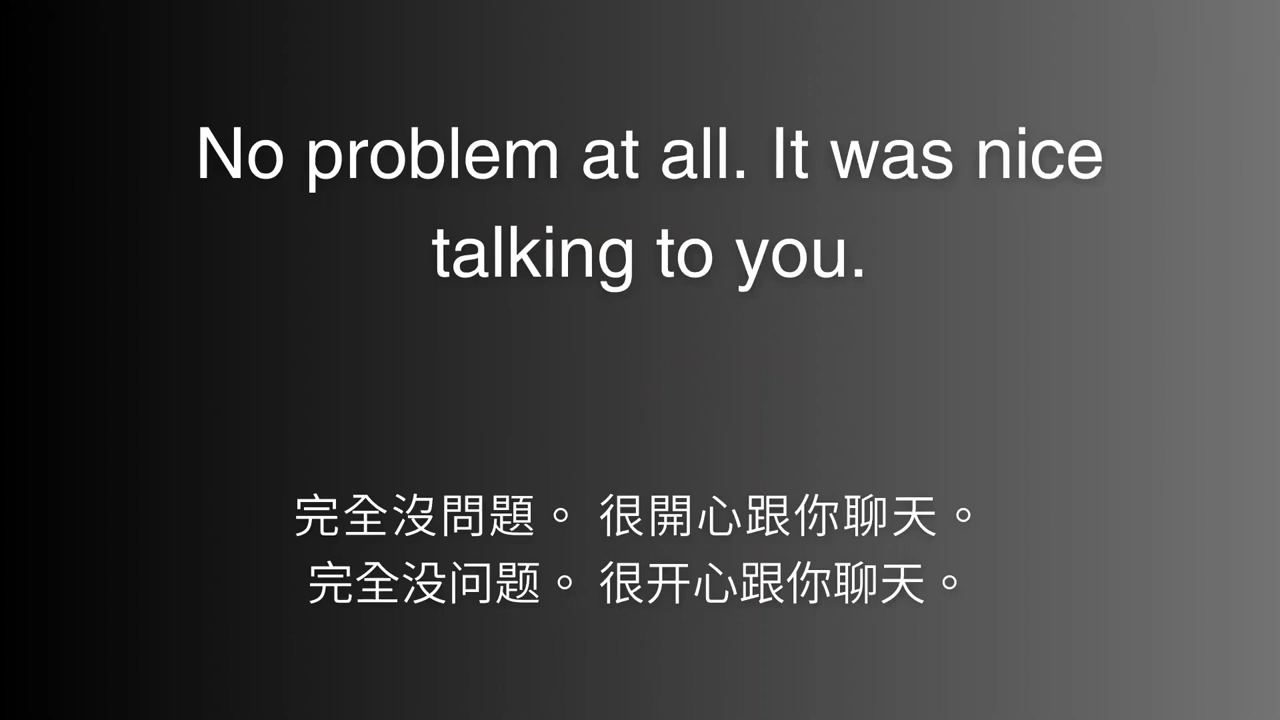 No problem at all. It was nice
talking to you.
完全沒問題。 很開心跟你聊天。
完全没问题。 很开心跟你聊天。